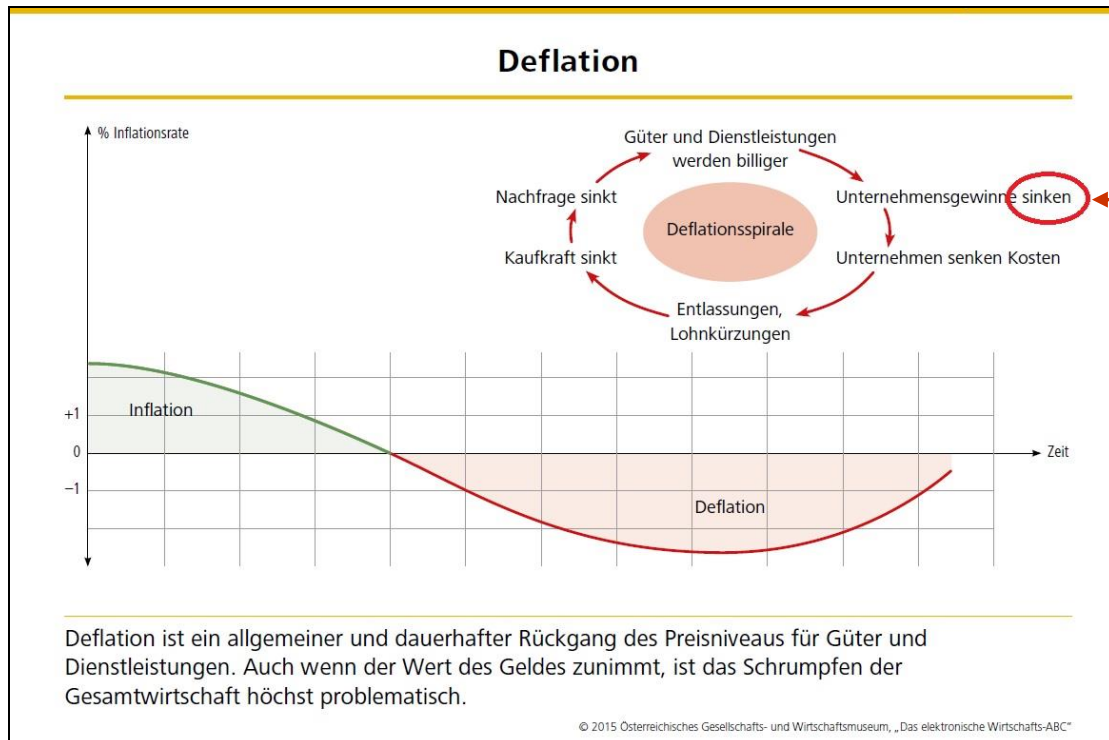 Deflation
% Inflationsrate
Güter und Dienstleistungen
werden billiger
Nachfrage sinkt
Unternehmensgewinne sinken
Deflationsspirale
Kaufkraft sinkt
Unternehmen senken Kosten
Entlassungen,
Lohnkürzungen
Inflation
+1
0
Zeit
−1
Deflation
Deflation ist ein allgemeiner und dauerhafter Rückgang des Preisniveaus für Güter und
Dienstleistungen. Auch wenn der Wert des Geldes zunimmt, ist das Schrumpfen der
Gesamtwirtschaft höchst problematisch.
© 2015 Österreichisches Gesellschafts- und Wirtschaftsmuseum, „Das elektronische Wirtschafts-ABC“